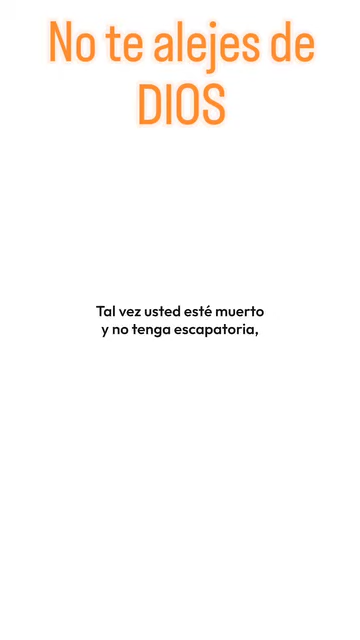 No te alejes de
DIOS
Tal vez usted esté muerto
y no tenga escapatoria,